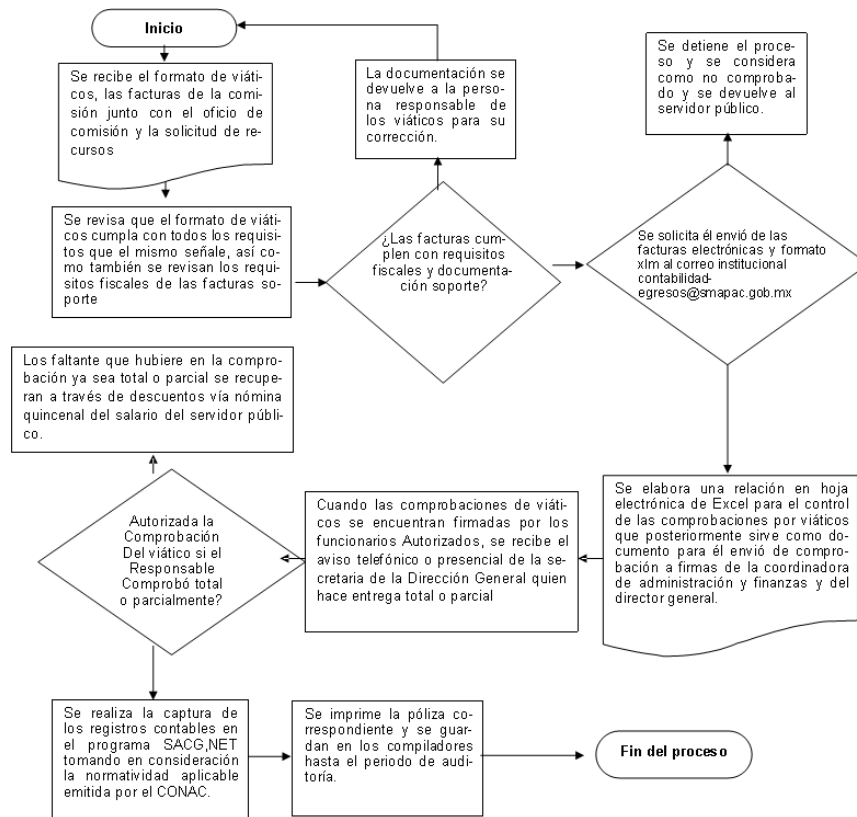 Inicio
Se recibe el formato de viáti-
cos, las facturas de la
comisión junto con el oficio de
comisión y la solicitud de
recursos
La documentación se
devuelve a la perso-
na responsable de
los viáticos para su
corrección.
Se detiene el proce-
so y se considera
como no comproba-
do y se devuelve al
servidor público.
Se revisa que el formato de viáti-
cos cumpla con todos los requisi-
tos que el mismo señale, así co-
mo también se revisan los requi-
sitos fiscales de las facturas so-
porte
¿Las facturas cum-
plen con requisitos
fiscales y documenta-
ción soporte?
Se solicita él envió de las
facturas electrónicas y formato
xlm al correo institucional
contabilidad-
egresos@smapac.gob.mx
Los faltante que hubiere en la compro-
bación ya sea total o parcial se recupe-
ran a través de descuentos vía nómina
quincenal del salario del servidor públi-
co.
Autorizada la
Comprobación
Del viático si el
Responsable
Comprobó total
o parcialmente?
Cuando las comprobaciones de viáti-
cos se encuentran firmadas por los
funcionarios Autorizados, se recibe el
aviso telefónico o presencial de la se-
cretaria de la Dirección General quien
hace entrega total o parcial
Se elabora una relación en hoja
electrónica de Excel para el control
de las comprobaciones por viáticos
que posteriormente sirve como docu-
mento para él envió de comproba-
ción a firmas de la coordinadora
de administración y finanzas y del
director general.
Se realiza la captura de
los registros contables en
el programa SACG,NET
tomando en consideración
la normatividad aplicable
emitida por el CONAC.
Se imprime la póliza co-
rrespondiente y se guar-
dan en los compiladores
hasta el periodo de audi-
toría.
Fin del proceso